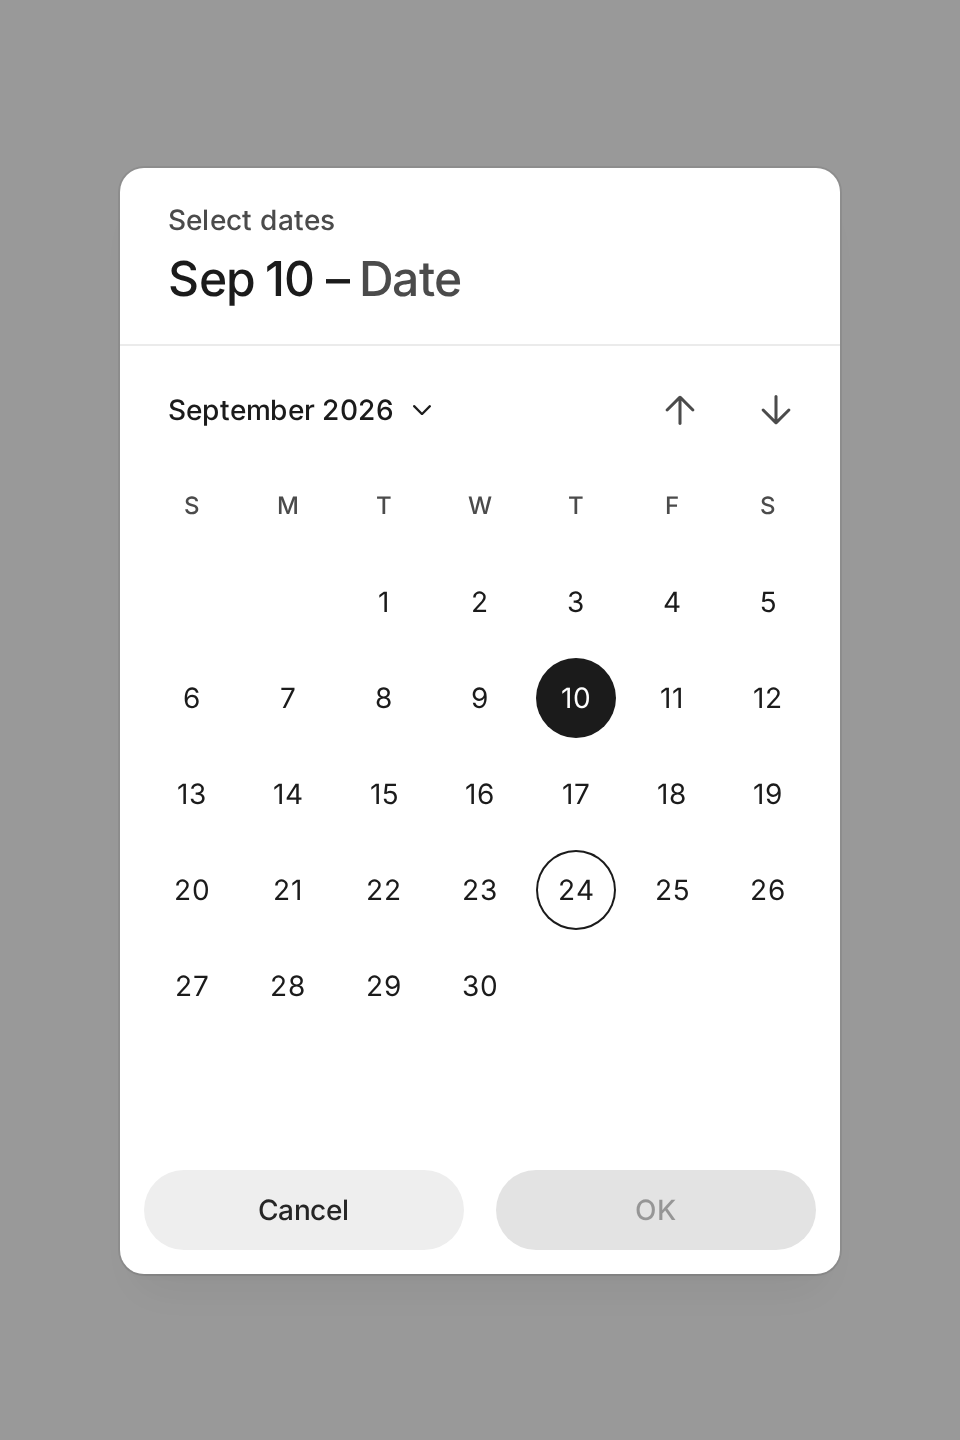 Select dates
Sep 10 – Date
September 2026
S M T W T F S
1 2 3 4 5
6 7 8 9 10 11 12
13 14 15 16 17 18 19
20 21 22 23 24 25 26
27 28 29 30
Cancel OK